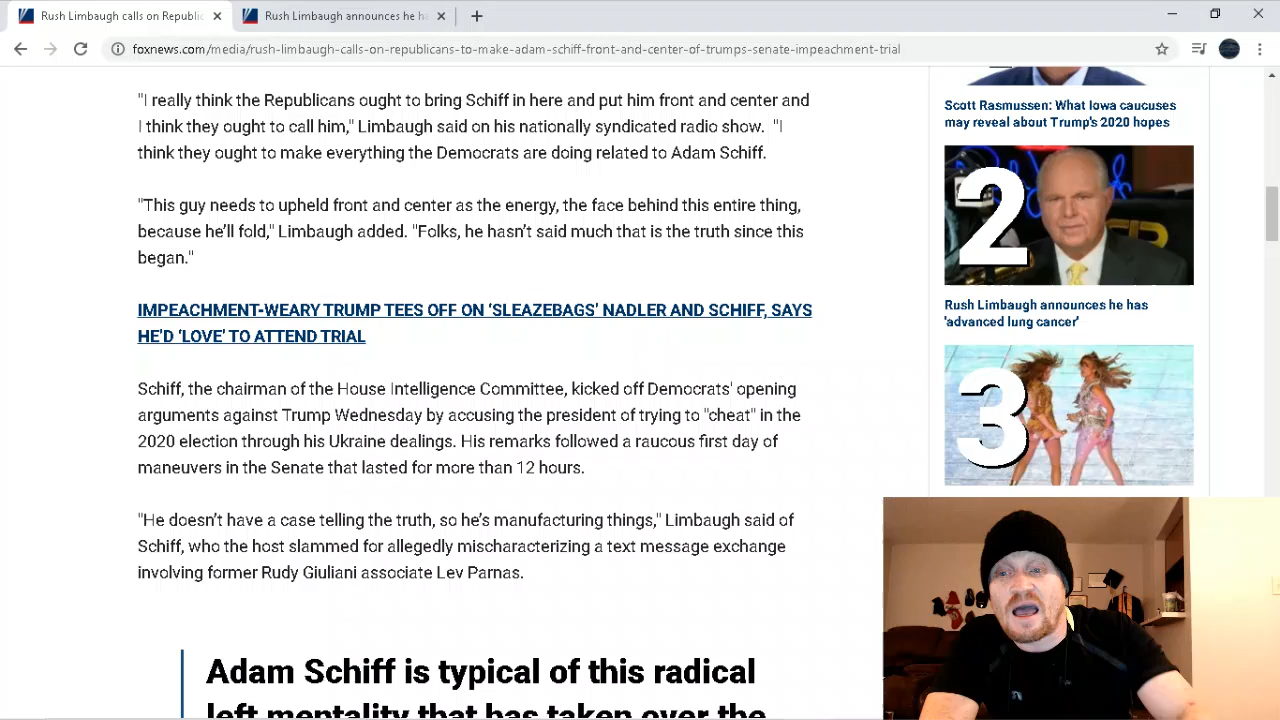 Rush Limbaugh calls on Republic
Rush Limbaugh announces he ha
foxnews.com/media/rush-limbaugh-calls-on-republicans-to-make-adam-schiff-front-and-center-of-trumps-senate-impeachment-trial
"I really think the Republicans ought to bring Schiff in here and put him front and center and
I think they ought to call him," Limbaugh said on his nationally syndicated radio show.  "I
think they ought to make everything the Democrats are doing related to Adam Schiff.
"This guy needs to upheld front and center as the energy, the face behind this entire thing,
because he'll fold," Limbaugh added. "Folks, he hasn't said much that is the truth since this
began."
IMPEACHMENT-WEARY TRUMP TEES OFF ON ‘SLEAZEBAGS’ NADLER AND SCHIFF, SAYS
HE'D ‘LOVE’ TO ATTEND TRIAL
Schiff, the chairman of the House Intelligence Committee, kicked off Democrats' opening
arguments against Trump Wednesday by accusing the president of trying to "cheat" in the
2020 election through his Ukraine dealings. His remarks followed a raucous first day of
maneuvers in the Senate that lasted for more than 12 hours.
"He doesn't have a case telling the truth, so he's manufacturing things," Limbaugh said of
Schiff, who the host slammed for allegedly mischaracterizing a text message exchange
involving former Rudy Giuliani associate Lev Parnas.
Adam Schiff is typical of this radical
left mentality that has taken over the
Scott Rasmussen: What Iowa caucuses
may reveal about Trump's 2020 hopes
2
Rush Limbaugh announces he has
'advanced lung cancer'
3